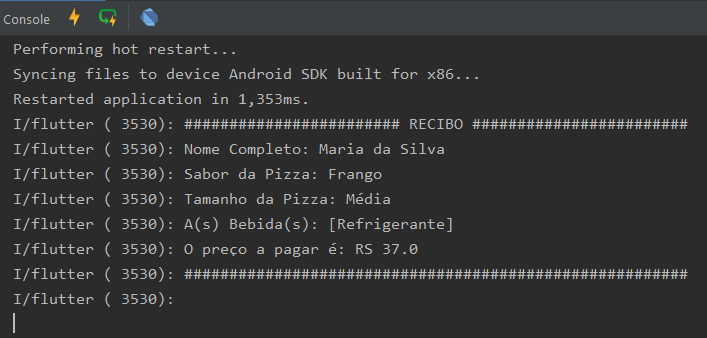 Console
Performing hot restart...
Syncing files to device Android SDK built for x86...
Restarted application in 1,353ms.
I/flutter ( 3530): ######################## RECIBO ########################
I/flutter ( 3530): Nome Completo: Maria da Silva
I/flutter ( 3530): Sabor da Pizza: Frango
I/flutter ( 3530): Tamanho da Pizza: Média
I/flutter ( 3530): A(s) Bebida(s): [Refrigerante]
I/flutter ( 3530): O preço a pagar é: RS 37.0
I/flutter ( 3530): ########################################################
I/flutter ( 3530):